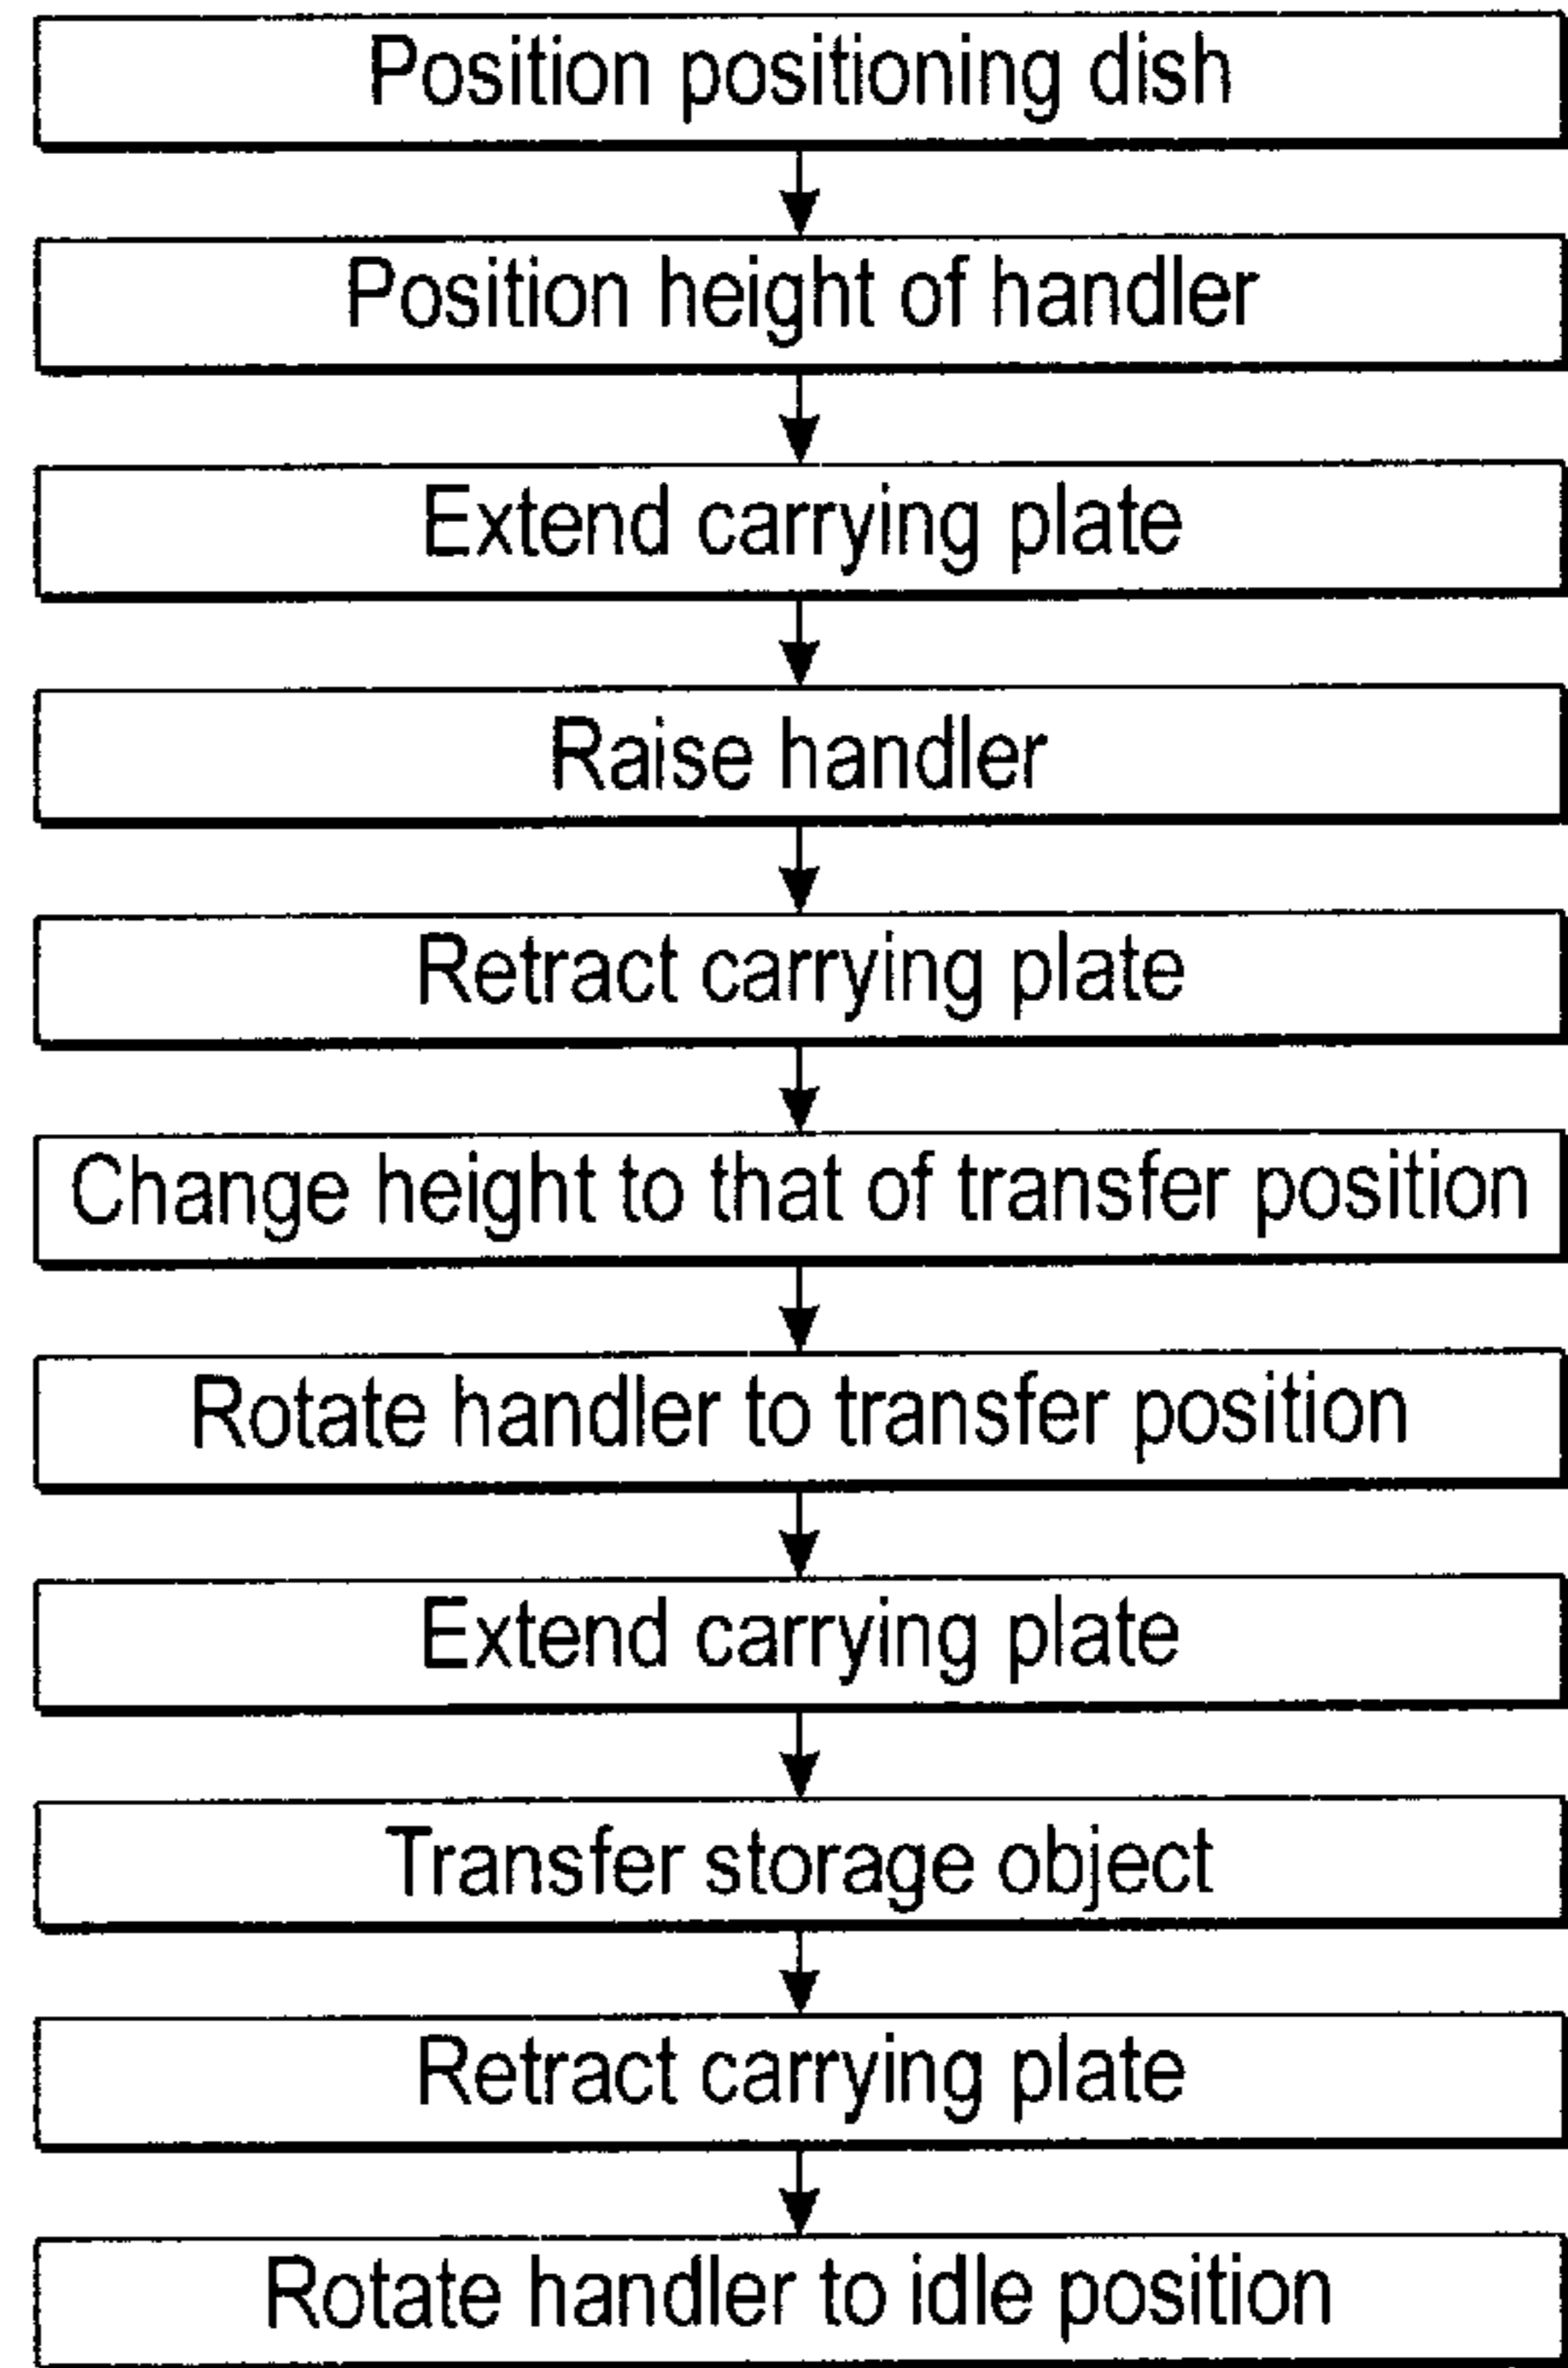 Position positioning dish
Position height of handler
Extend carrying plate
Raise handler
Retract carrying plate
Change height to that of transfer position
Rotate handler to transfer position
Extend carrying plate
Transfer storage object
Retract carrying plate
Rotate handler to idle position